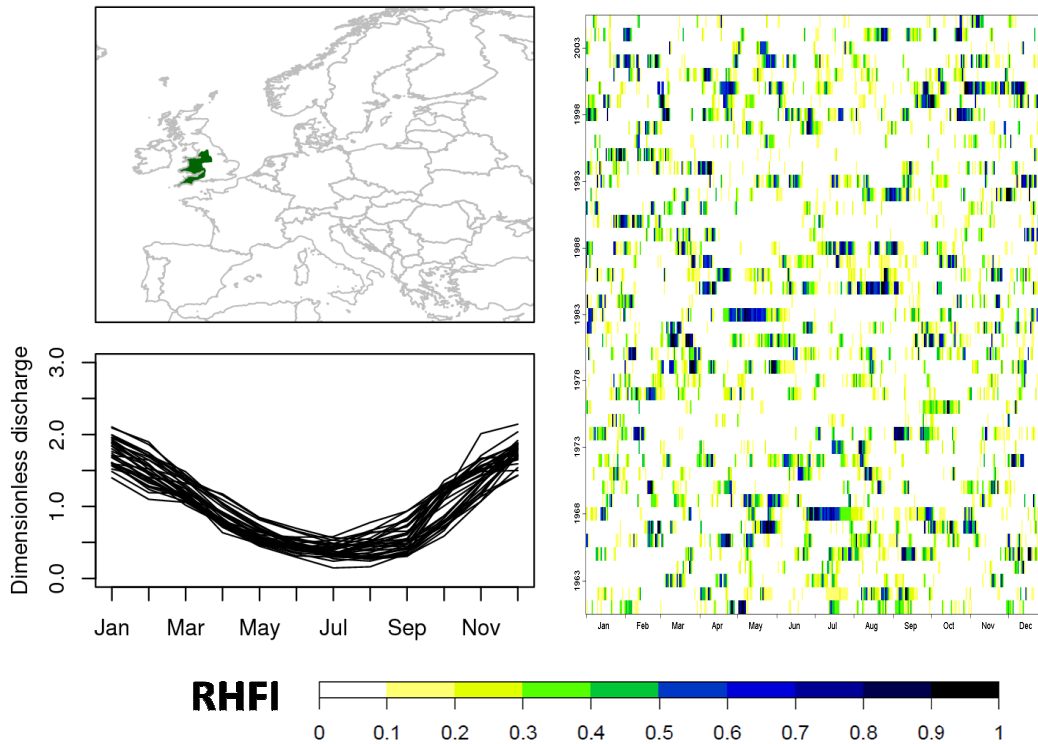 2003
1998
1993
1988
1983
1978
1973
1968
1963
Jan Feb Mar Apr May Jun Jul Aug Sep Oct Nov Dec
Dimensionless discharge
3.0
2.0
1.0
0.0
Jan Mar May Jul Sep Nov
RHFI
0 0.1 0.2 0.3 0.4 0.5 0.6 0.7 0.8 0.9 1